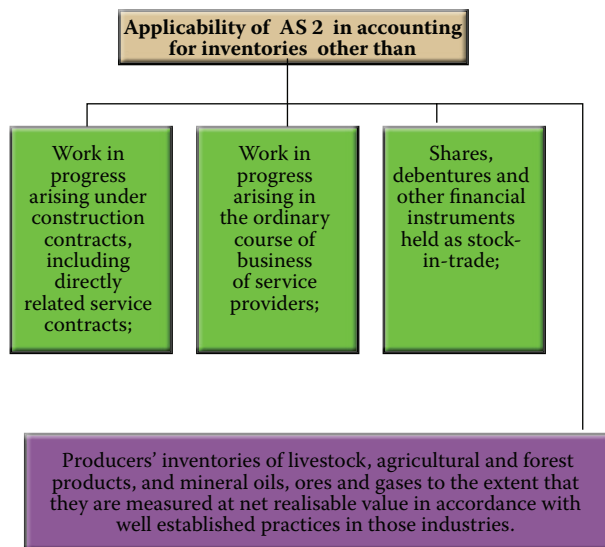 Applicability of AS 2 in accounting
for inventories other than
Work in
progress
arising under
construction
contracts,
including
directly
related service
contracts;
Work in
progress
arising in
the ordinary
course of
business
of service
providers;
Shares,
debentures and
other financial
instruments
held as stock-
in-trade;
Producers' inventories of livestock, agricultural and forest
products, and mineral oils, ores and gases to the extent that
they are measured at net realisable value in accordance with
well established practices in those industries.